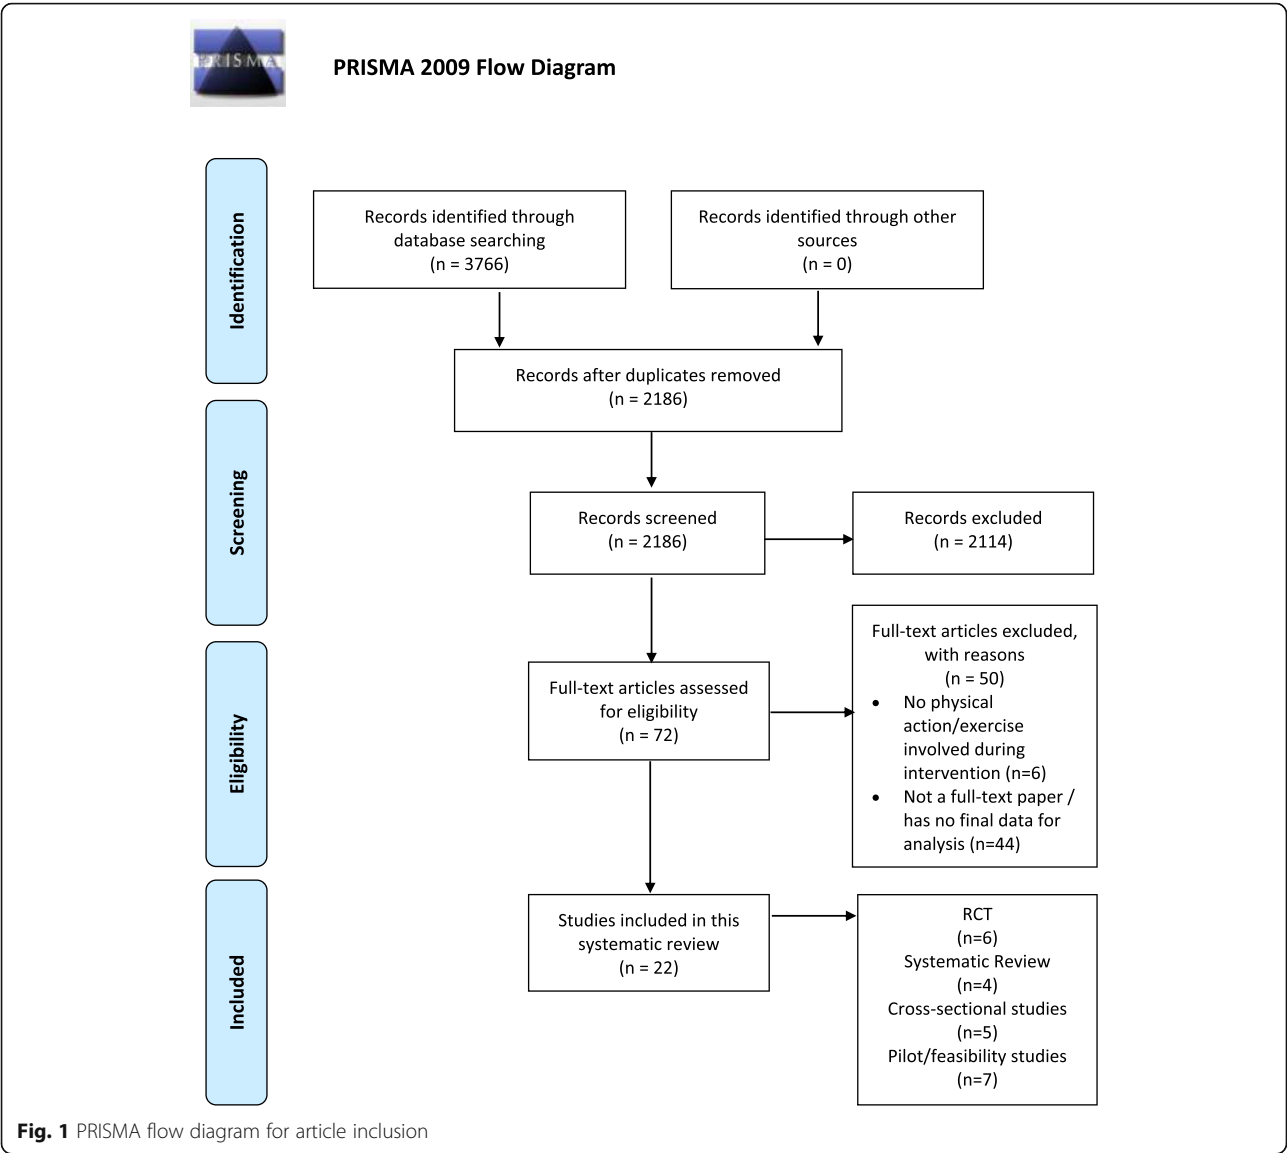 PRISMA
PRISMA 2009 Flow Diagram
Identification
Records identified through
database searching
(n = 3766)
Records identified through other
sources
(n = 0)
Records after duplicates removed
(n = 2186)
Screening
Records screened
(n = 2186)
Records excluded
(n = 2114)
Eligibility
Full-text articles assessed
for eligibility
(n = 72)
Full-text articles excluded,
with reasons
(n = 50)
• No physical
action/exercise
involved during
intervention (n=6)
• Not a full-text paper /
has no final data for
analysis (n=44)
Included
Studies included in this
systematic review
(n = 22)
RCT
(n=6)
Systematic Review
(n=4)
Cross-sectional studies
(n=5)
Pilot/feasibility studies
(n=7)
Fig. 1 PRISMA flow diagram for article inclusion